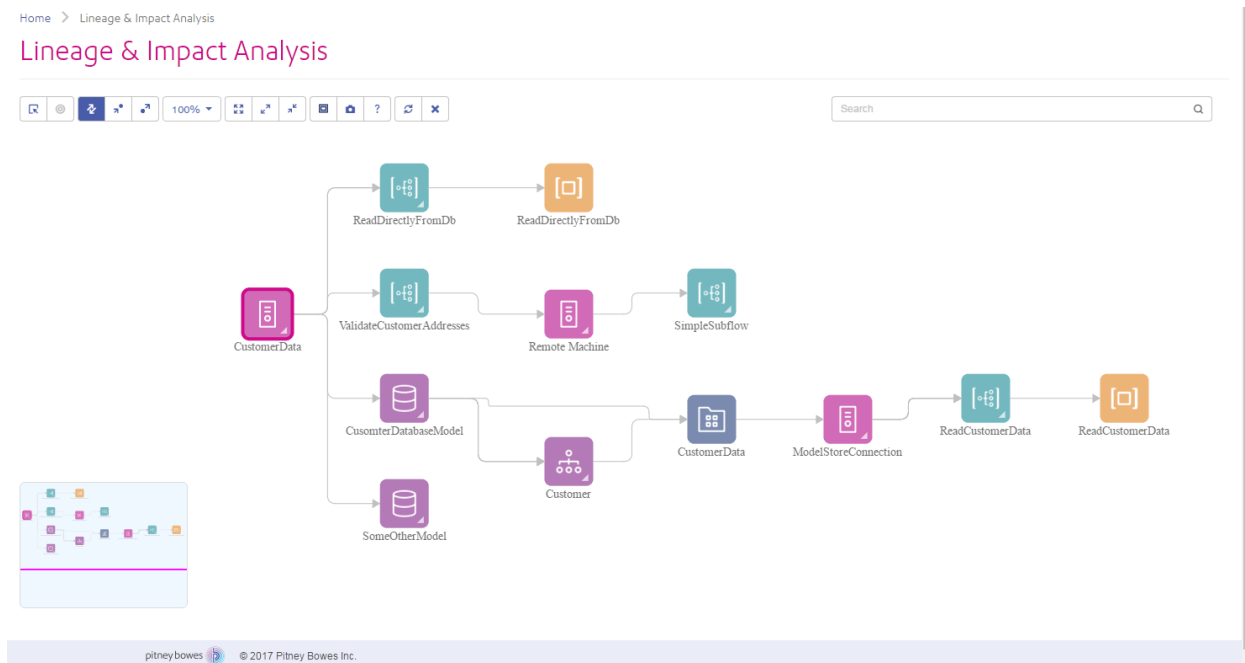 Home > Lineage & Impact Analysis
Lineage & Impact Analysis
100%
?
Search
ReadDirectlyFromDb
ReadDirectlyFromDb
CustomerData
ValidateCustomerAddresses
Remote Machine
SimpleSubflow
CusomterDatabaseModel
Customer
CustomerData
ModelStoreConnection
ReadCustomerData
ReadCustomerData
SomeOtherModel
pitney bowes © 2017 Pitney Bowes Inc.